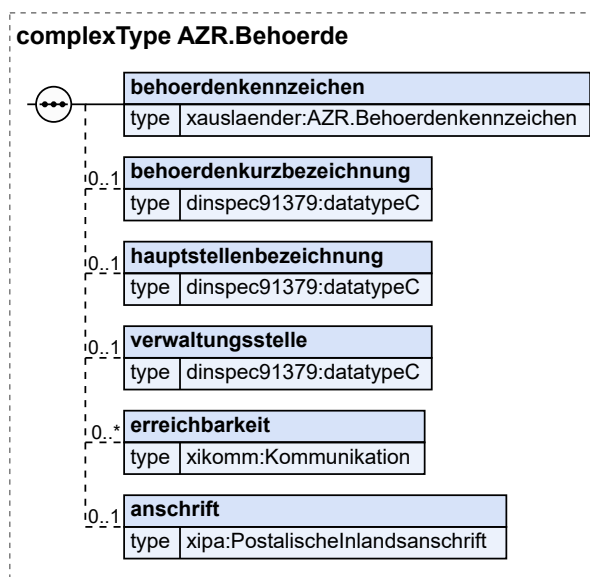 complexType AZR.Behoerde
behoerdenkennzeichen
type xauslaender:AZR.Behoerdenkennzeichen
0..1 behoerdenkurzbezeichnung
type dinspec91379:datatypeC
0..1 hauptstellenbezeichnung
type dinspec91379:datatypeC
0..1 verwaltungsstelle
type dinspec91379:datatypeC
0..* erreichbarkeit
type xikomm:Kommunikation
0..1 anschrift
type xipa:PostalischeInlandsanschrift